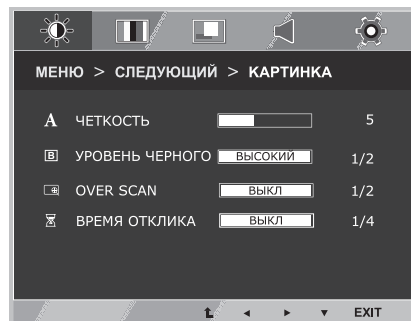 МЕНЮ > СЛЕДУЮЩИЙ > КАРТИНКА
A ЧЕТКОСТЬ 5
B УРОВЕНЬ ЧЕРНОГО ВЫСОКИЙ 1/2
OVER SCAN ВЫКЛ 1/2
ВРЕМЯ ОТКЛИКА ВЫКЛ 1/4
EXIT